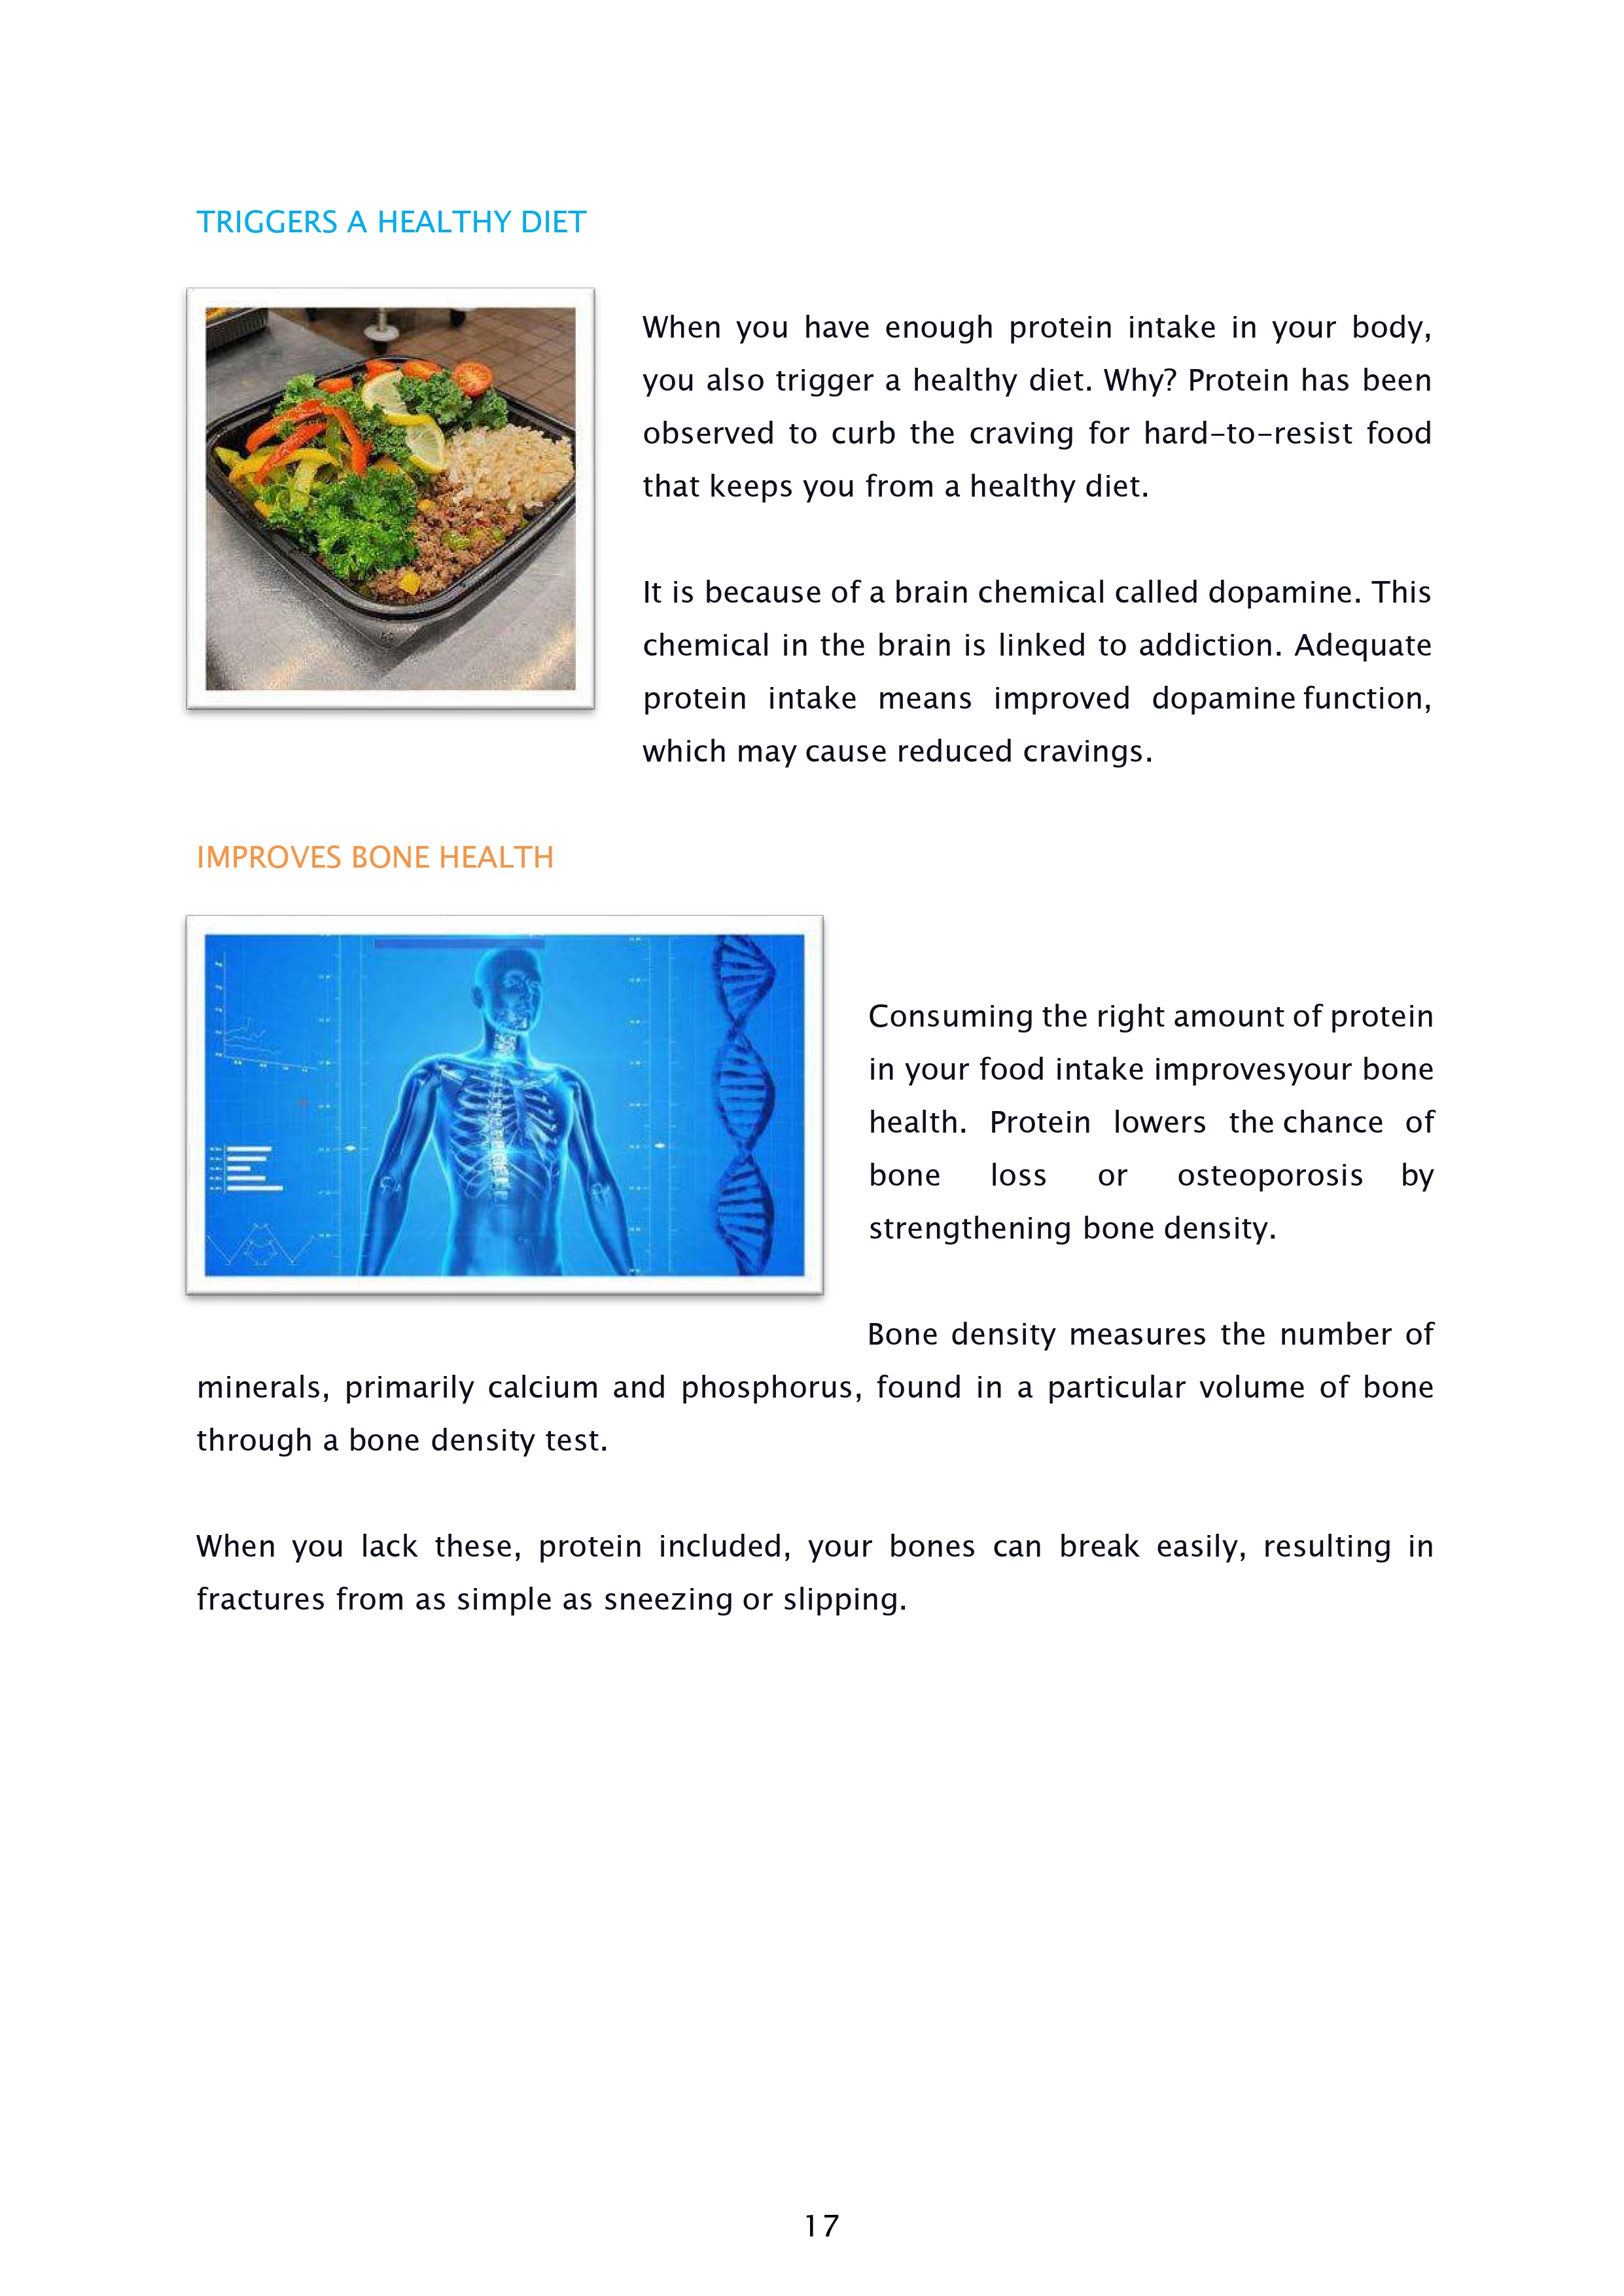 TRIGGERS A HEALTHY DIET
When you have enough protein intake in your body,
you also trigger a healthy diet. Why? Protein has been
observed to curb the craving for hard-to-resist food
that keeps you from a healthy diet.
It is because of a brain chemical called dopamine. This
chemical in the brain is linked to addiction. Adequate
protein intake means improved dopamine function,
which may cause reduced cravings.
IMPROVES BONE HEALTH
Consuming the right amount of protein
in your food intake improvesyour bone
health. Protein lowers the chance of
bone loss or osteoporosis by
strengthening bone density.
Bone density measures the number of
minerals, primarily calcium and phosphorus, found in a particular volume of bone
through a bone density test.
When you lack these, protein included, your bones can break easily, resulting in
fractures from as simple as sneezing or slipping.
17